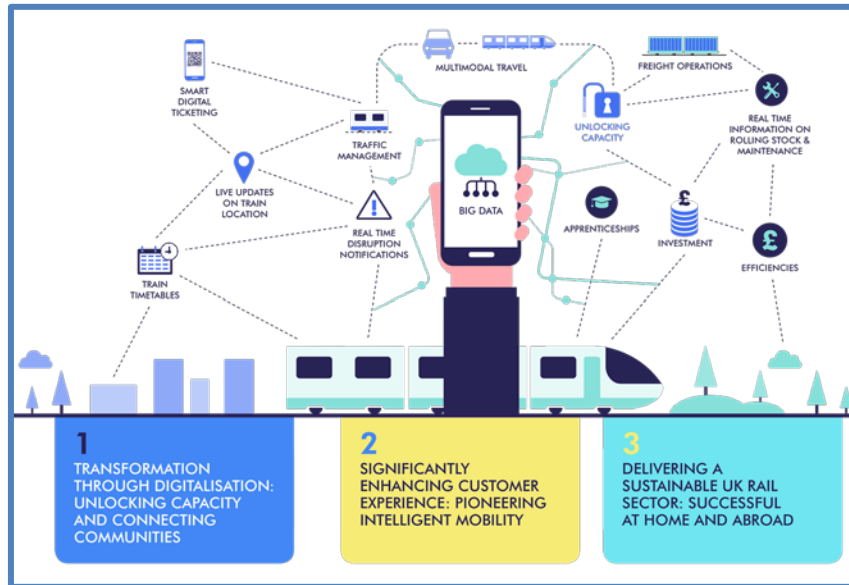 MULTIMODAL TRAVEL
FREIGHT OPERATIONS
SMART
DIGITAL
TICKETING
TRAFFIC
MANAGEMENT
UNLOCKING
CAPACITY
REAL TIME
INFORMATION ON
ROLLING STOCK &
MAINTENANCE
LIVE UPDATES
ON TRAIN
LOCATION
BIG DATA
REAL TIME
DISRUPTION
NOTIFICATIONS
APPRENTICESHIPS
£
INVESTMENT
£
EFFICIENCIES
TRAIN
TIMETABLES
1
TRANSFORMATION
THROUGH DIGITALISATION:
UNLOCKING CAPACITY
AND CONNECTING
COMMUNITIES
2
SIGNIFICANTLY
ENHANCING CUSTOMER
EXPERIENCE: PIONEERING
INTELLIGENT MOBILITY
3
DELIVERING A
SUSTAINABLE UK RAIL
SECTOR: SUCCESSFUL
AT HOME AND ABROAD